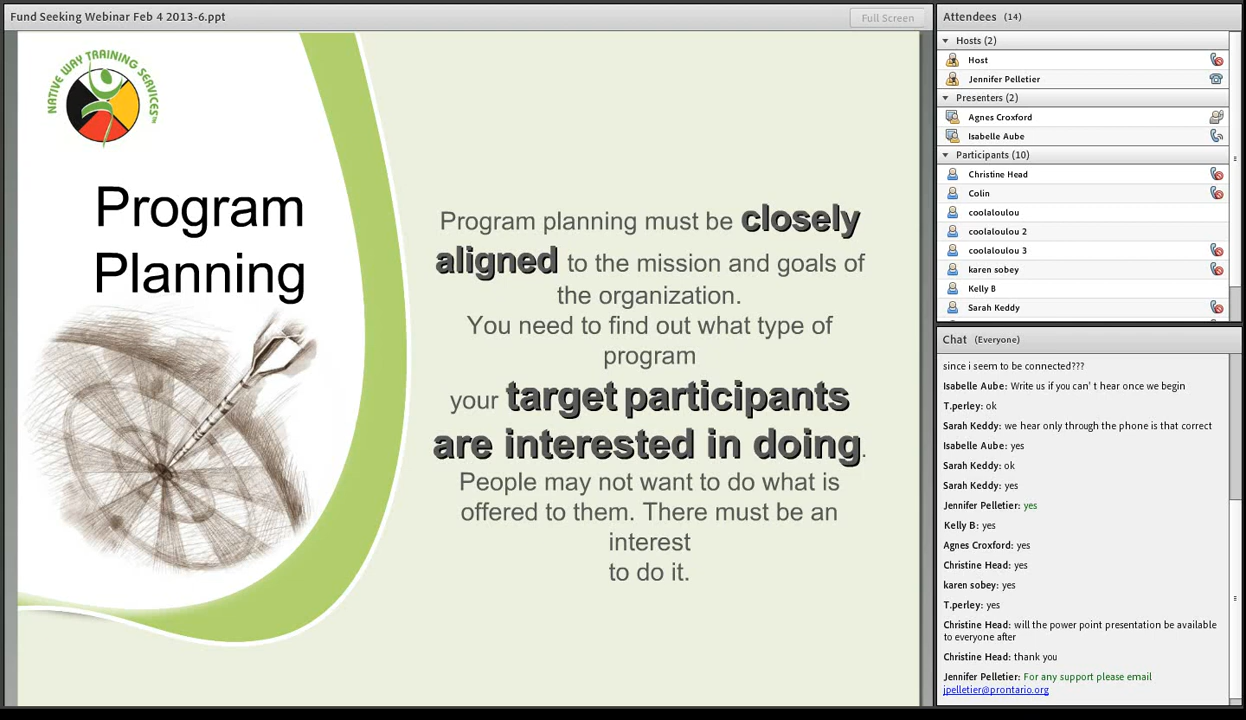 Fund Seeking Webinar Feb 4 2013-6.ppt
Full Screen
NATIVE WAY TRAINING SERVICES™
Program
Planning
Program planning must be closely
aligned to the mission and goals of
the organization.
You need to find out what type of
program
your target participants
are interested in doing.
People may not want to do what is
offered to them. There must be an
interest
to do it.
Attendees (14)
Hosts (2)
Host
Jennifer Pelletier
Presenters (2)
Agnes Croxford
Isabelle Aube
Participants (10)
Christine Head
Colin
coolaloulou
coolaloulou 2
coolaloulou 3
karen sobey
Kelly B
Sarah Keddy
Chat (Everyone)
since i seem to be connected???
Isabelle Aube: Write us if you can' t hear once we begin
T.perley: ok
Sarah Keddy: we hear only through the phone is that correct
Isabelle Aube: yes
Sarah Keddy: ok
Sarah Keddy: yes
Jennifer Pelletier: yes
Kelly B: yes
Agnes Croxford: yes
Christine Head: yes
karen sobey: yes
T.perley: yes
Christine Head: will the power point presentation be available
to everyone after
Christine Head: thank you
Jennifer Pelletier: For any support please email
jpelletier@prontario.org